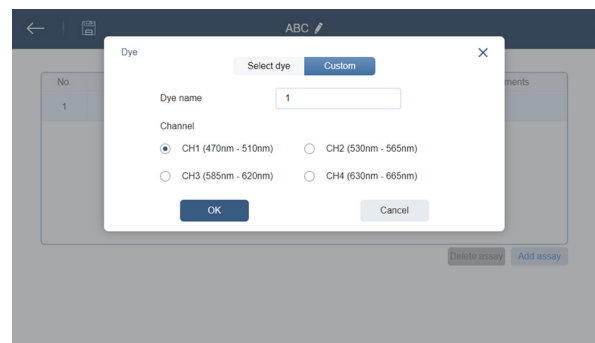 ABC
Dye
Select dye Custom
No. ments
Dye name 1
1
Channel
CH1 (470nm - 510nm) CH2 (530nm - 565nm)
CH3 (585nm - 620nm) CH4 (630nm - 665nm)
OK Cancel
Delete assay Add assay